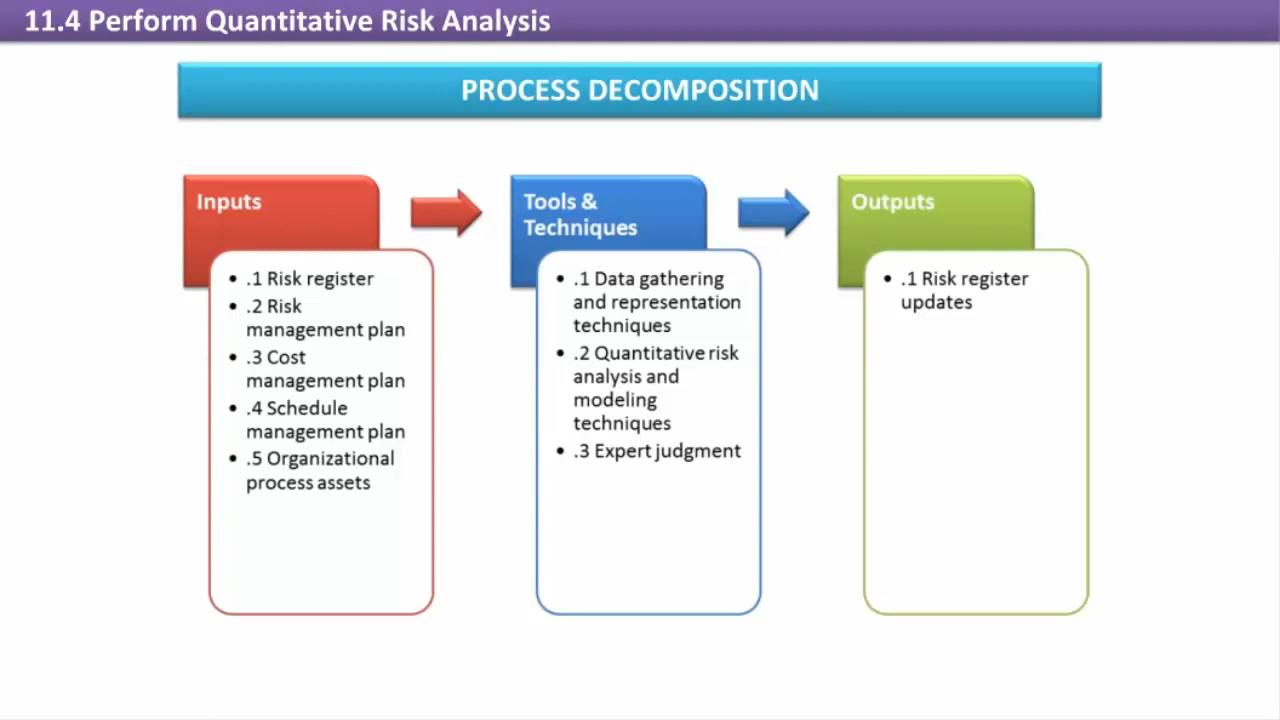 11.4 Perform Quantitative Risk Analysis
PROCESS DECOMPOSITION
Inputs
• .1 Risk register
• .2 Risk
management plan
• .3 Cost
management plan
• .4 Schedule
management plan
• .5 Organizational
process assets
Tools &
Techniques
• .1 Data gathering
and representation
techniques
• .2 Quantitative risk
analysis and
modeling
techniques
• .3 Expert judgment
Outputs
• .1 Risk register
updates